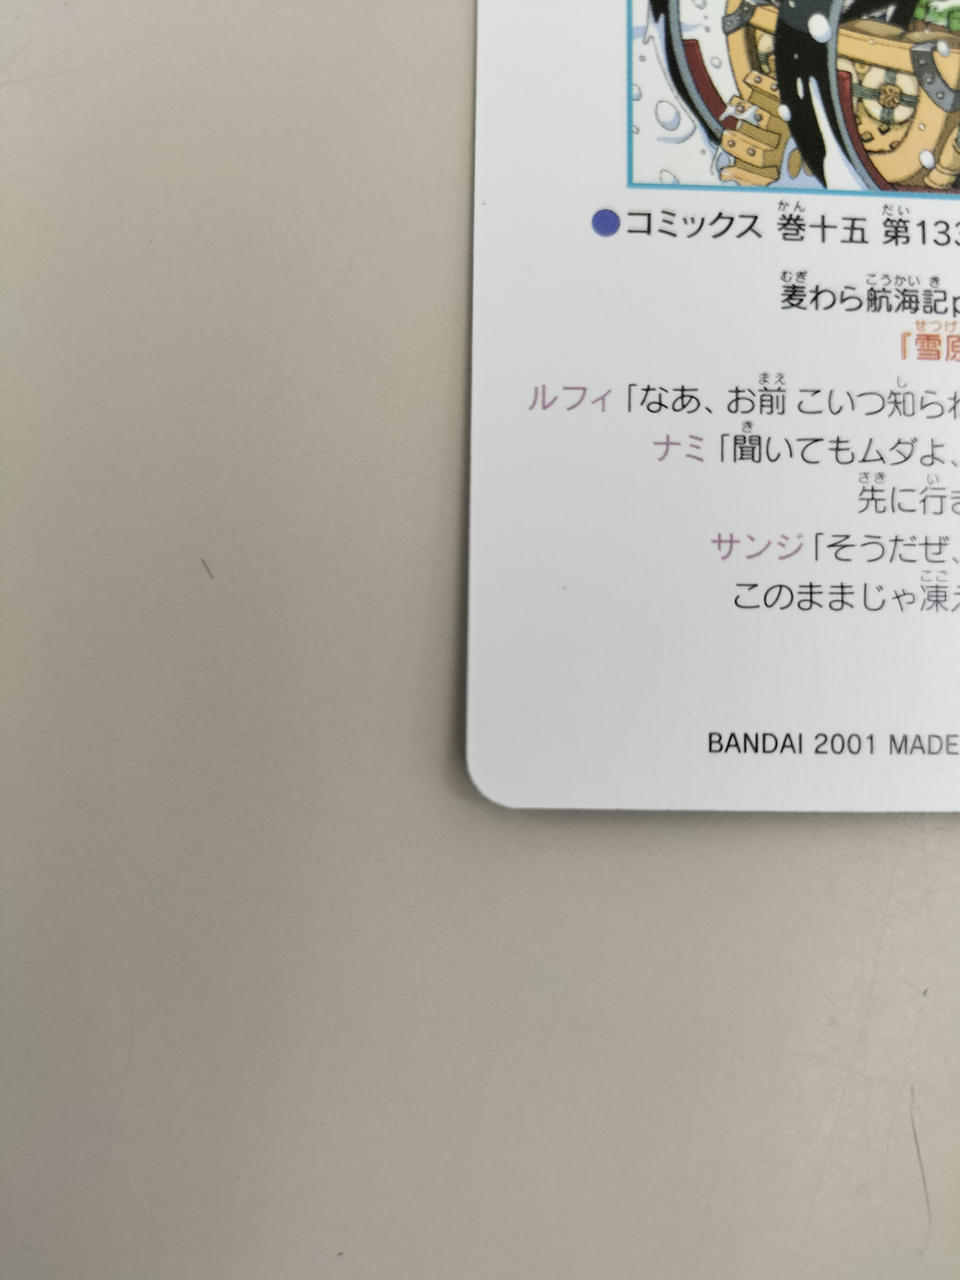 ●コミックス 巻十五 第133
麦わら航海記p
『雪原
ルフィ「なあ、お前 こいつ知られ
ナミ「聞いてもムダよ、
先に行き
サンジ「そうだぜ、
このままじゃ凍え
BANDAI 2001 MADE